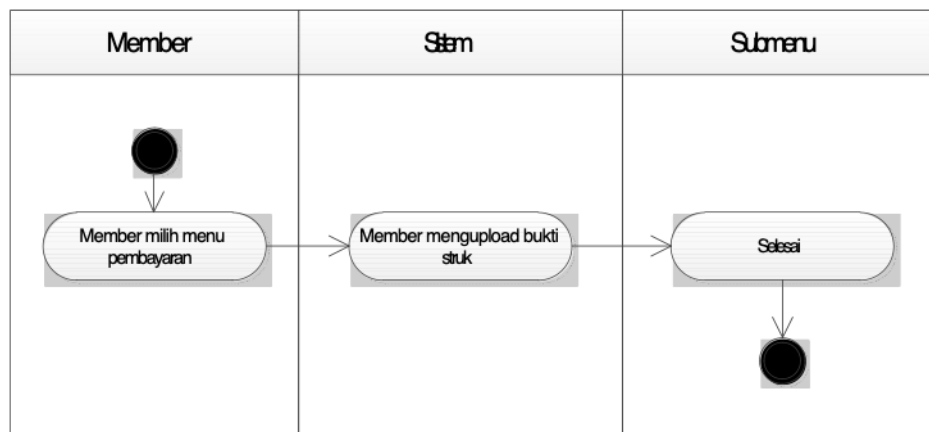 Member
Sistem
Submenu
Member milih menu
pembayaran
Member mengupload bukti
struk
Selesai